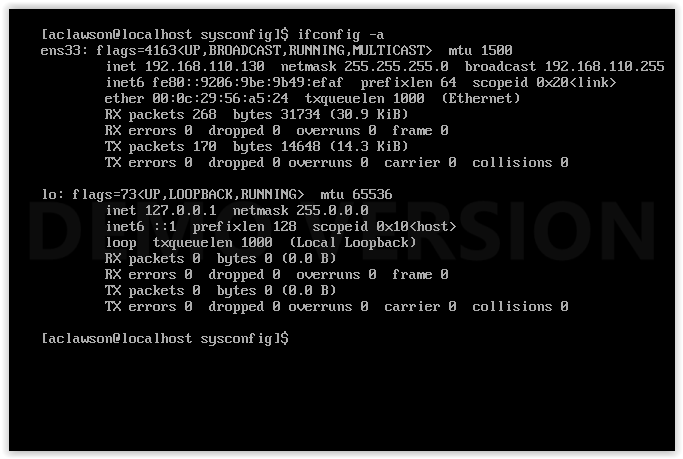 [aclawson@localhost sysconfig]$ ifconfig -a
ens33: flags=4163<UP,BROADCAST,RUNNING,MULTICAST>  mtu 1500
        inet 192.168.110.130  netmask 255.255.255.0  broadcast 192.168.110.255
        inet6 fe80::9206:9be:9b49:efaf  prefixlen 64  scopeid 0x20<link>
        ether 00:0c:29:56:a5:24  txqueuelen 1000  (Ethernet)
        RX packets 268  bytes 31734 (30.9 KiB)
        RX errors 0  dropped 0  overruns 0  frame 0
        TX packets 170  bytes 14648 (14.3 KiB)
        TX errors 0  dropped 0 overruns 0  carrier 0  collisions 0

lo: flags=73<UP,LOOPBACK,RUNNING>  mtu 65536
        inet 127.0.0.1  netmask 255.0.0.0
        inet6 ::1  prefixlen 128  scopeid 0x10<host>
        loop  txqueuelen 1000  (Local Loopback)
        RX packets 0  bytes 0 (0.0 B)
        RX errors 0  dropped 0  overruns 0  frame 0
        TX packets 0  bytes 0 (0.0 B)
        TX errors 0  dropped 0 overruns 0  carrier 0  collisions 0

[aclawson@localhost sysconfig]$
DEMO VERSION